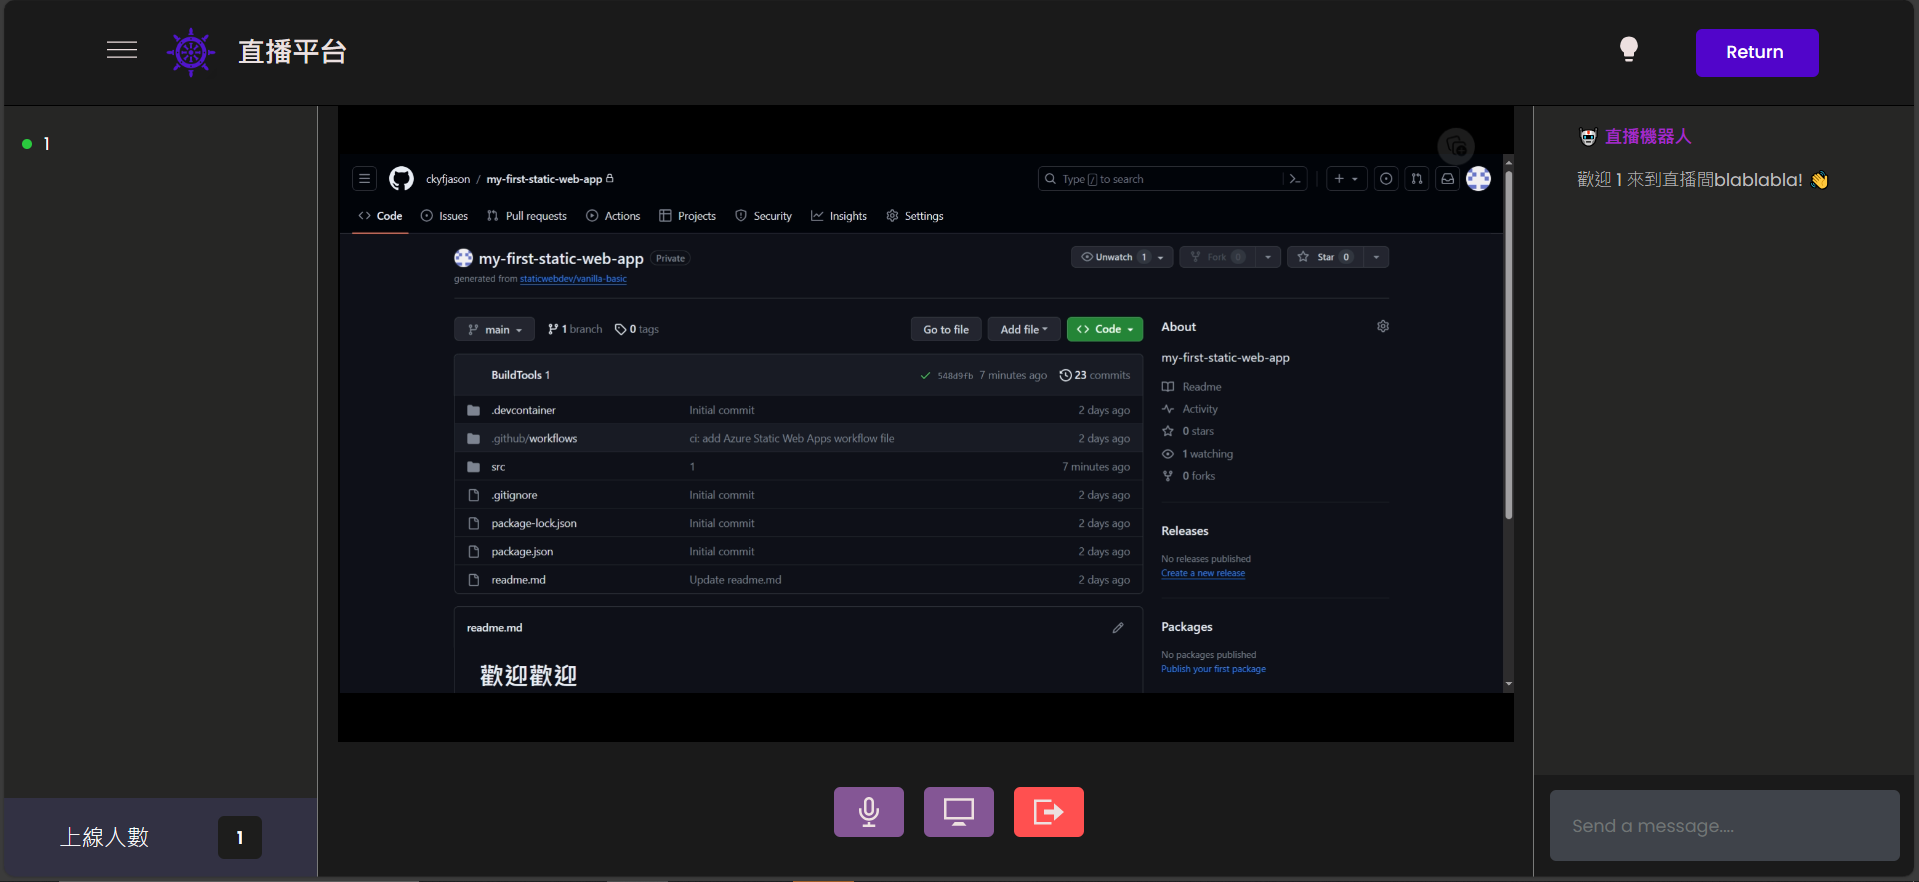 直播平台
Return
1
上線人數 1
ckyfjason / my-first-static-web-app
Type / to search
Code Issues Pull requests Actions Projects Security Insights Settings
my-first-static-web-app Private
generated from staticwebdev/vanilla-basic
Unwatch 1 Fork 0 Star 0
main 1 branch 0 tags
Go to file Add file Code
BuildTools 1 548d9fb 7 minutes ago 23 commits
.devcontainer Initial commit 2 days ago
.github/workflows ci: add Azure Static Web Apps workflow file 2 days ago
src 1 7 minutes ago
.gitignore Initial commit 2 days ago
package-lock.json Initial commit 2 days ago
package.json Initial commit 2 days ago
readme.md Update readme.md 2 days ago
readme.md
歡迎歡迎
About
my-first-static-web-app
Readme
Activity
0 stars
1 watching
0 forks
Releases
No releases published
Create a new release
Packages
No packages published
Publish your first package
直播機器人
歡迎 1 來到直播間blablabla! 👋
Send a message....